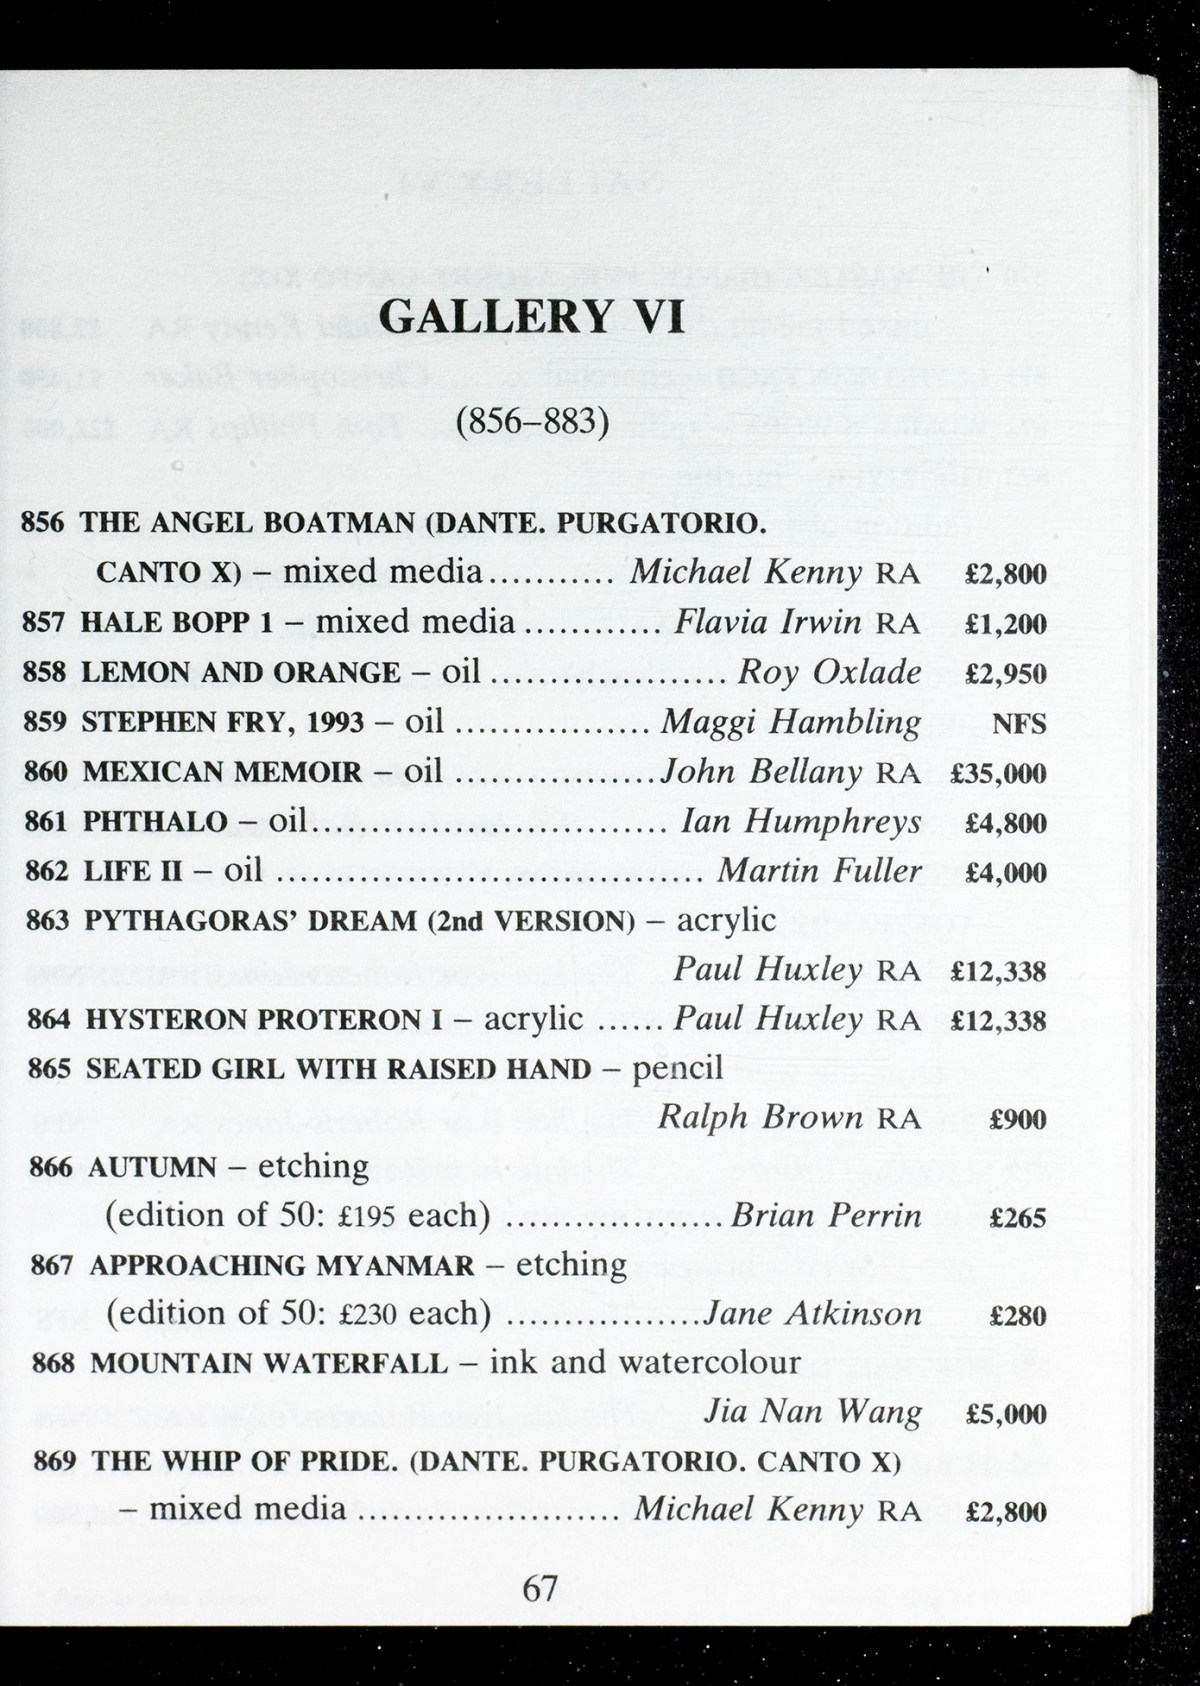 GALLERY VI
(856–883)
856 THE ANGEL BOATMAN (DANTE. PURGATORIO.
CANTO X) – mixed media........... Michael Kenny RA £2,800
857 HALE BOPP 1 – mixed media............ Flavia Irwin RA £1,200
858 LEMON AND ORANGE – oil ................... Roy Oxlade £2,950
859 STEPHEN FRY, 1993 – oil ................. Maggi Hambling NFS
860 MEXICAN MEMOIR – oil .................John Bellany RA £35,000
861 PHTHALO – oil............................... Ian Humphreys £4,800
862 LIFE II – oil .................................... Martin Fuller £4,000
863 PYTHAGORAS’ DREAM (2nd VERSION) – acrylic
Paul Huxley RA £12,338
864 HYSTERON PROTERON I – acrylic ...... Paul Huxley RA £12,338
865 SEATED GIRL WITH RAISED HAND – pencil
Ralph Brown RA £900
866 AUTUMN – etching
(edition of 50: £195 each) ...................Brian Perrin £265
867 APPROACHING MYANMAR – etching
(edition of 50: £230 each) .................Jane Atkinson £280
868 MOUNTAIN WATERFALL – ink and watercolour
Jia Nan Wang £5,000
869 THE WHIP OF PRIDE. (DANTE. PURGATORIO. CANTO X)
– mixed media....................... Michael Kenny RA £2,800
67